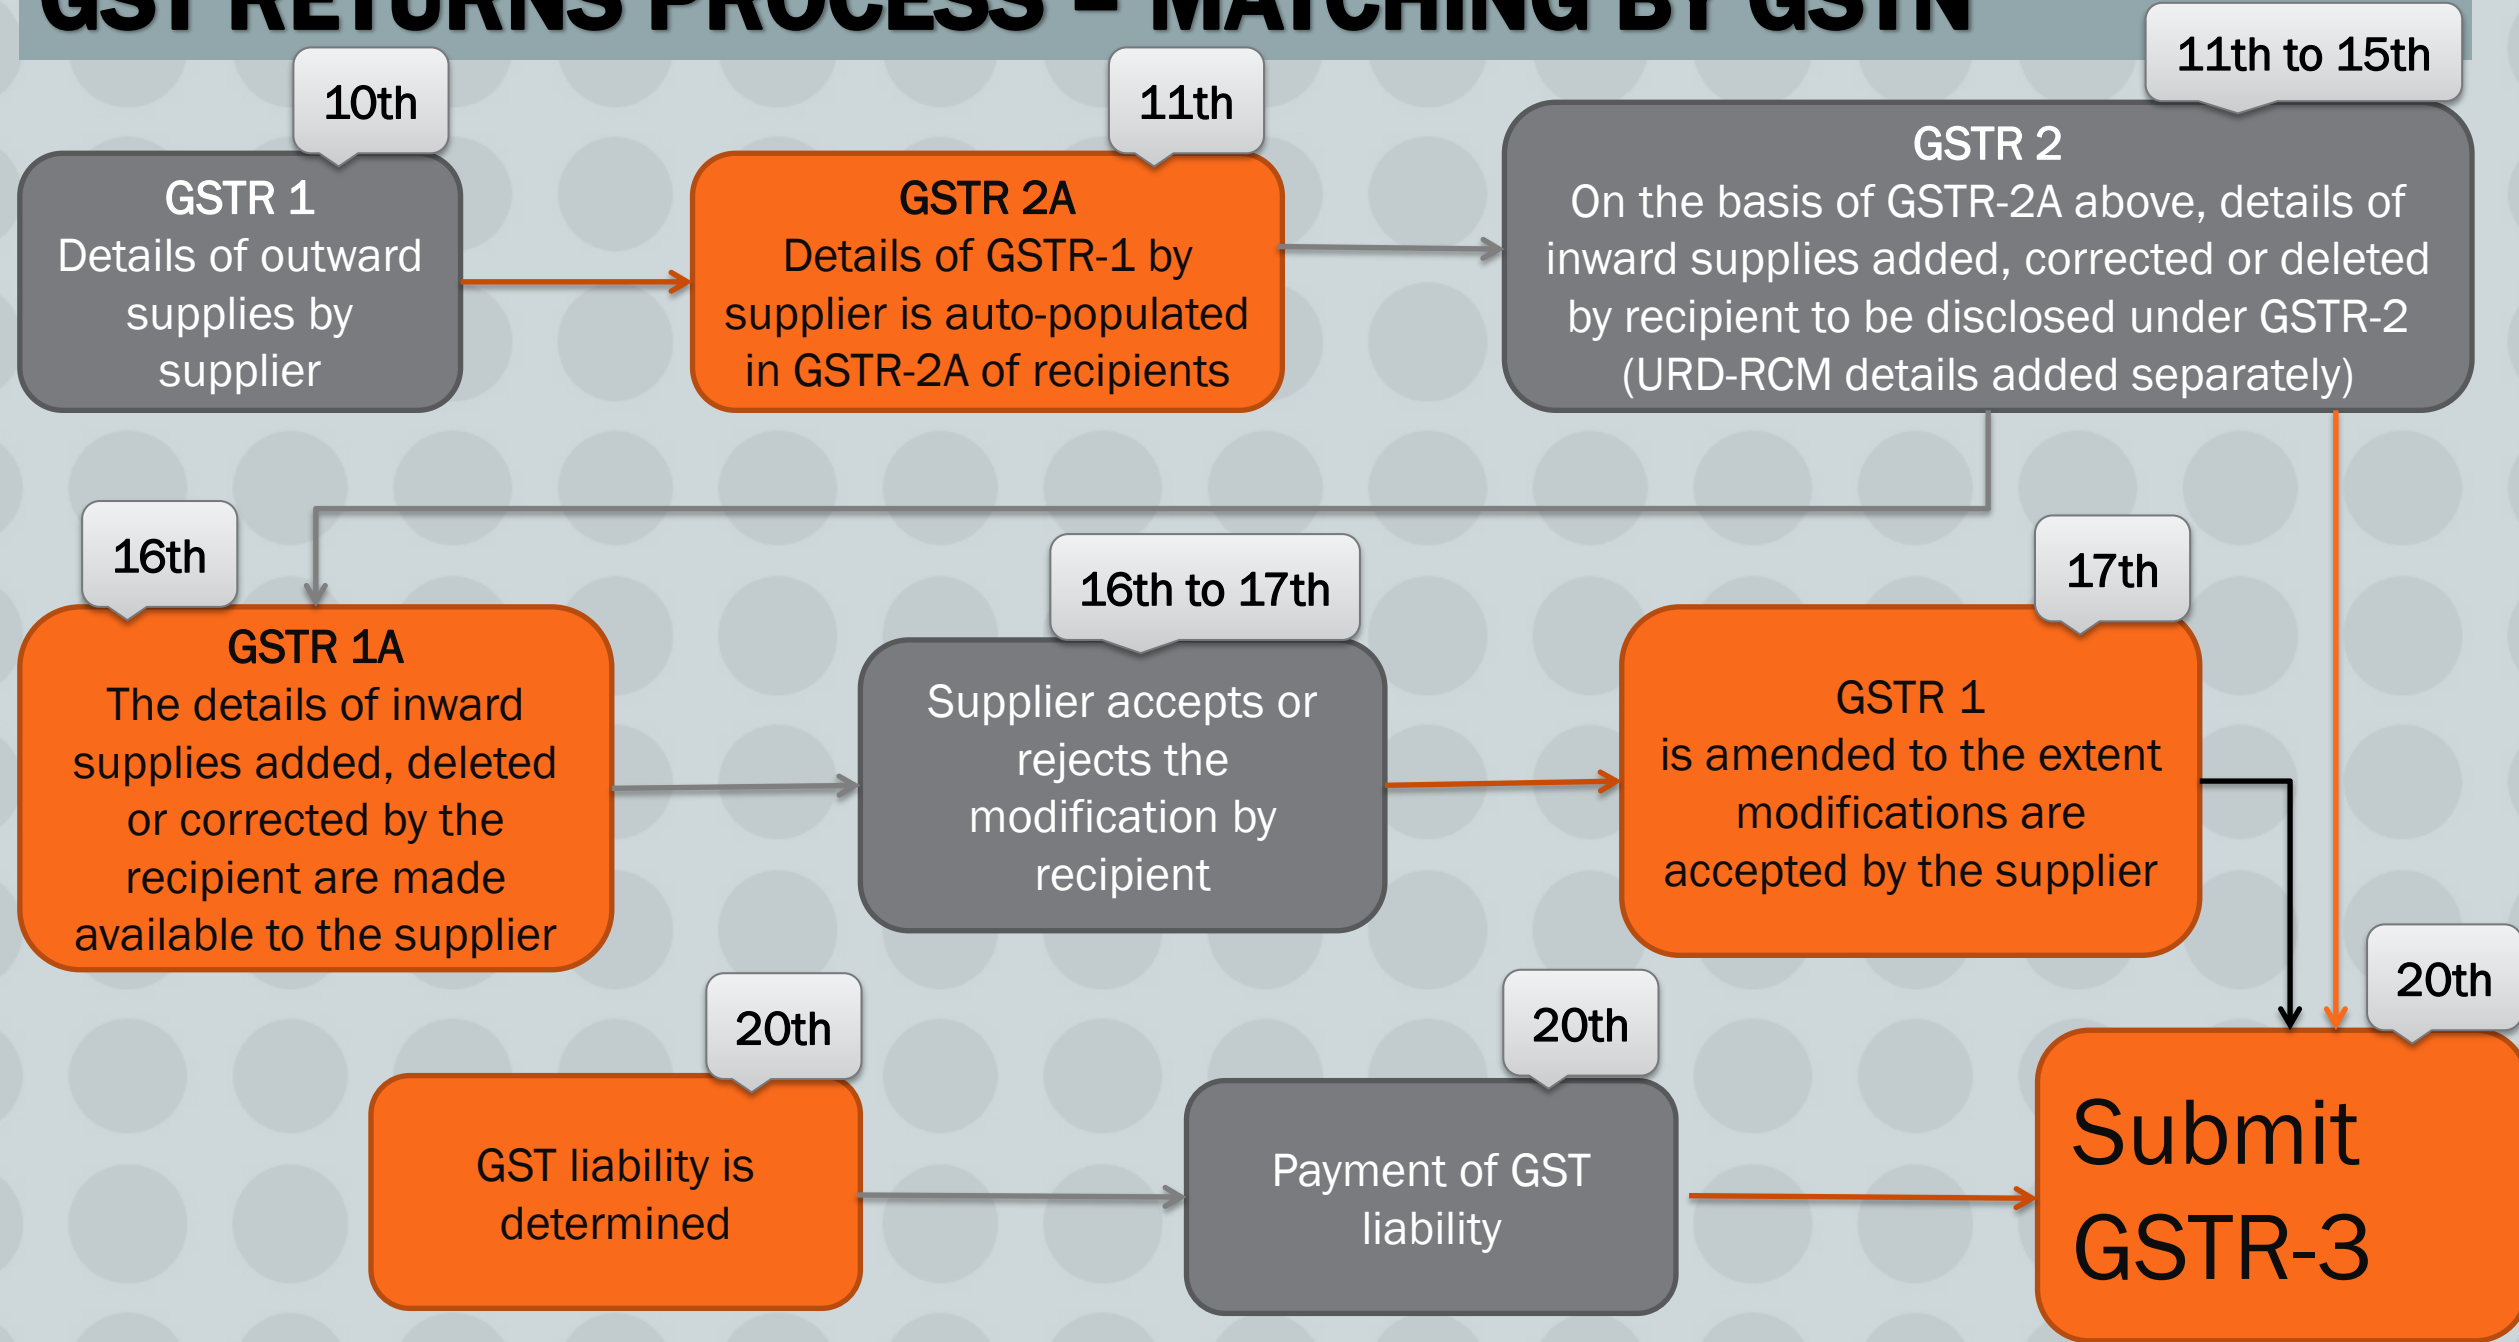 GST RETURNS PROCESS – MATCHING BY GSTN
10th
GSTR 1
Details of outward
supplies by
supplier
11th
GSTR 2A
Details of GSTR-1 by
supplier is auto-populated
in GSTR-2A of recipients
11th to 15th
GSTR 2
On the basis of GSTR-2A above, details of
inward supplies added, corrected or deleted
by recipient to be disclosed under GSTR-2
(URD-RCM details added separately)
16th
GSTR 1A
The details of inward
supplies added, deleted
or corrected by the
recipient are made
available to the supplier
16th to 17th
Supplier accepts or
rejects the
modification by
recipient
17th
GSTR 1
is amended to the extent
modifications are
accepted by the supplier
20th
GST liability is
determined
20th
Payment of GST
liability
20th
Submit
GSTR-3